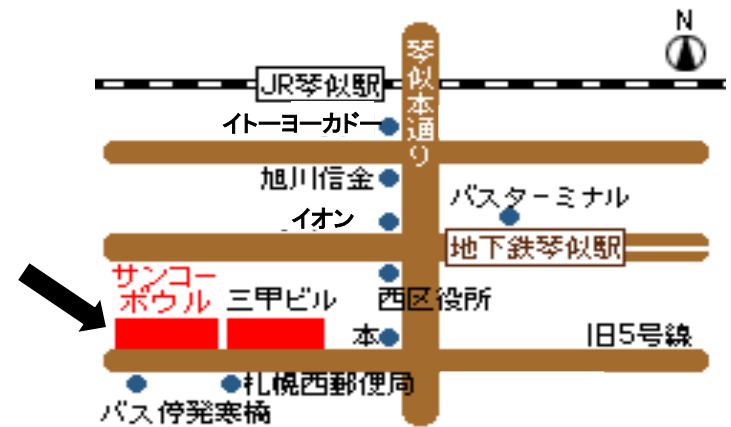 N
琴似本通り
JR琴似駅
イトーヨーカドー
旭川信金
バスターミナル
イオン
地下鉄琴似駅
サンコー
ボウル
三甲ビル
西区役所
本
旧5号線
札幌西郵便局
バス停発寒橋